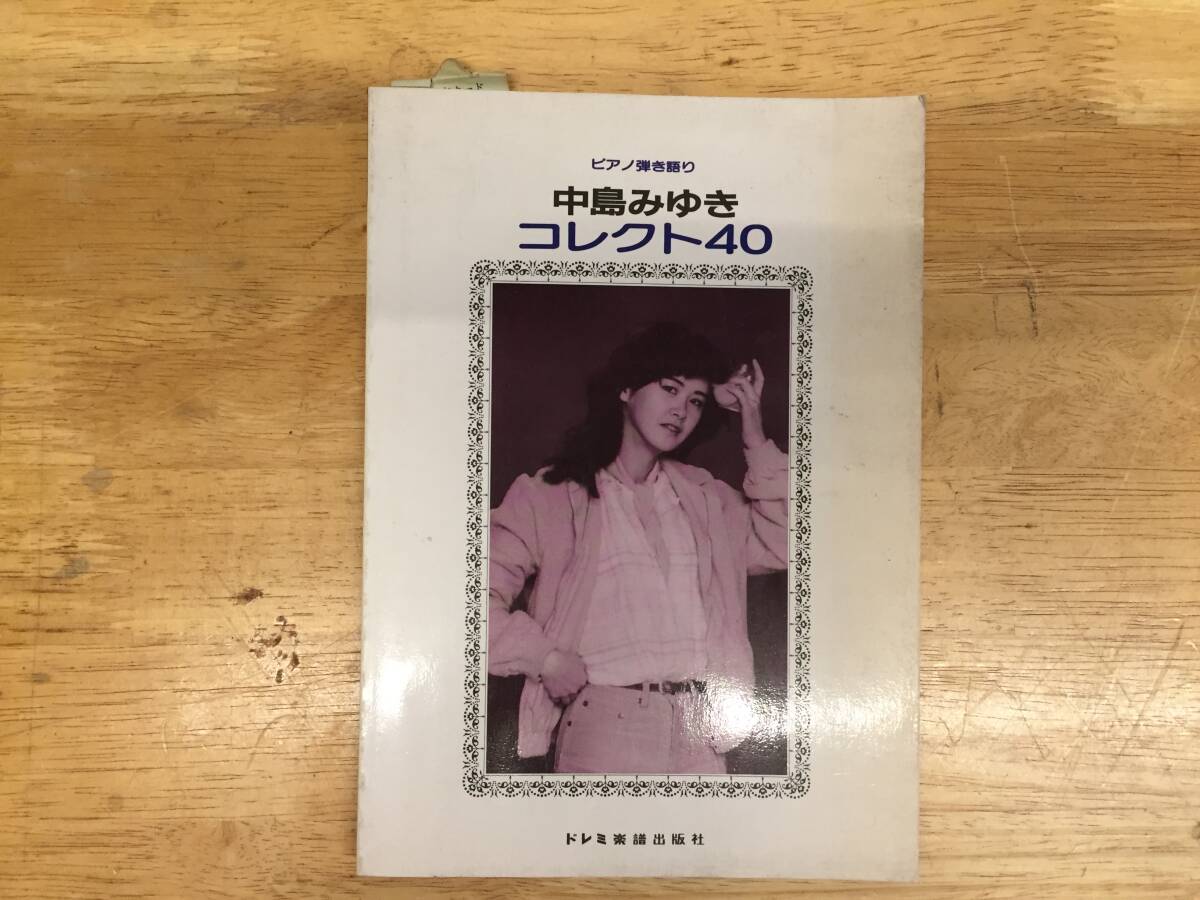 ピアノ弾き語り
中島みゆき
コレクト40
ドレミ楽譜出版社